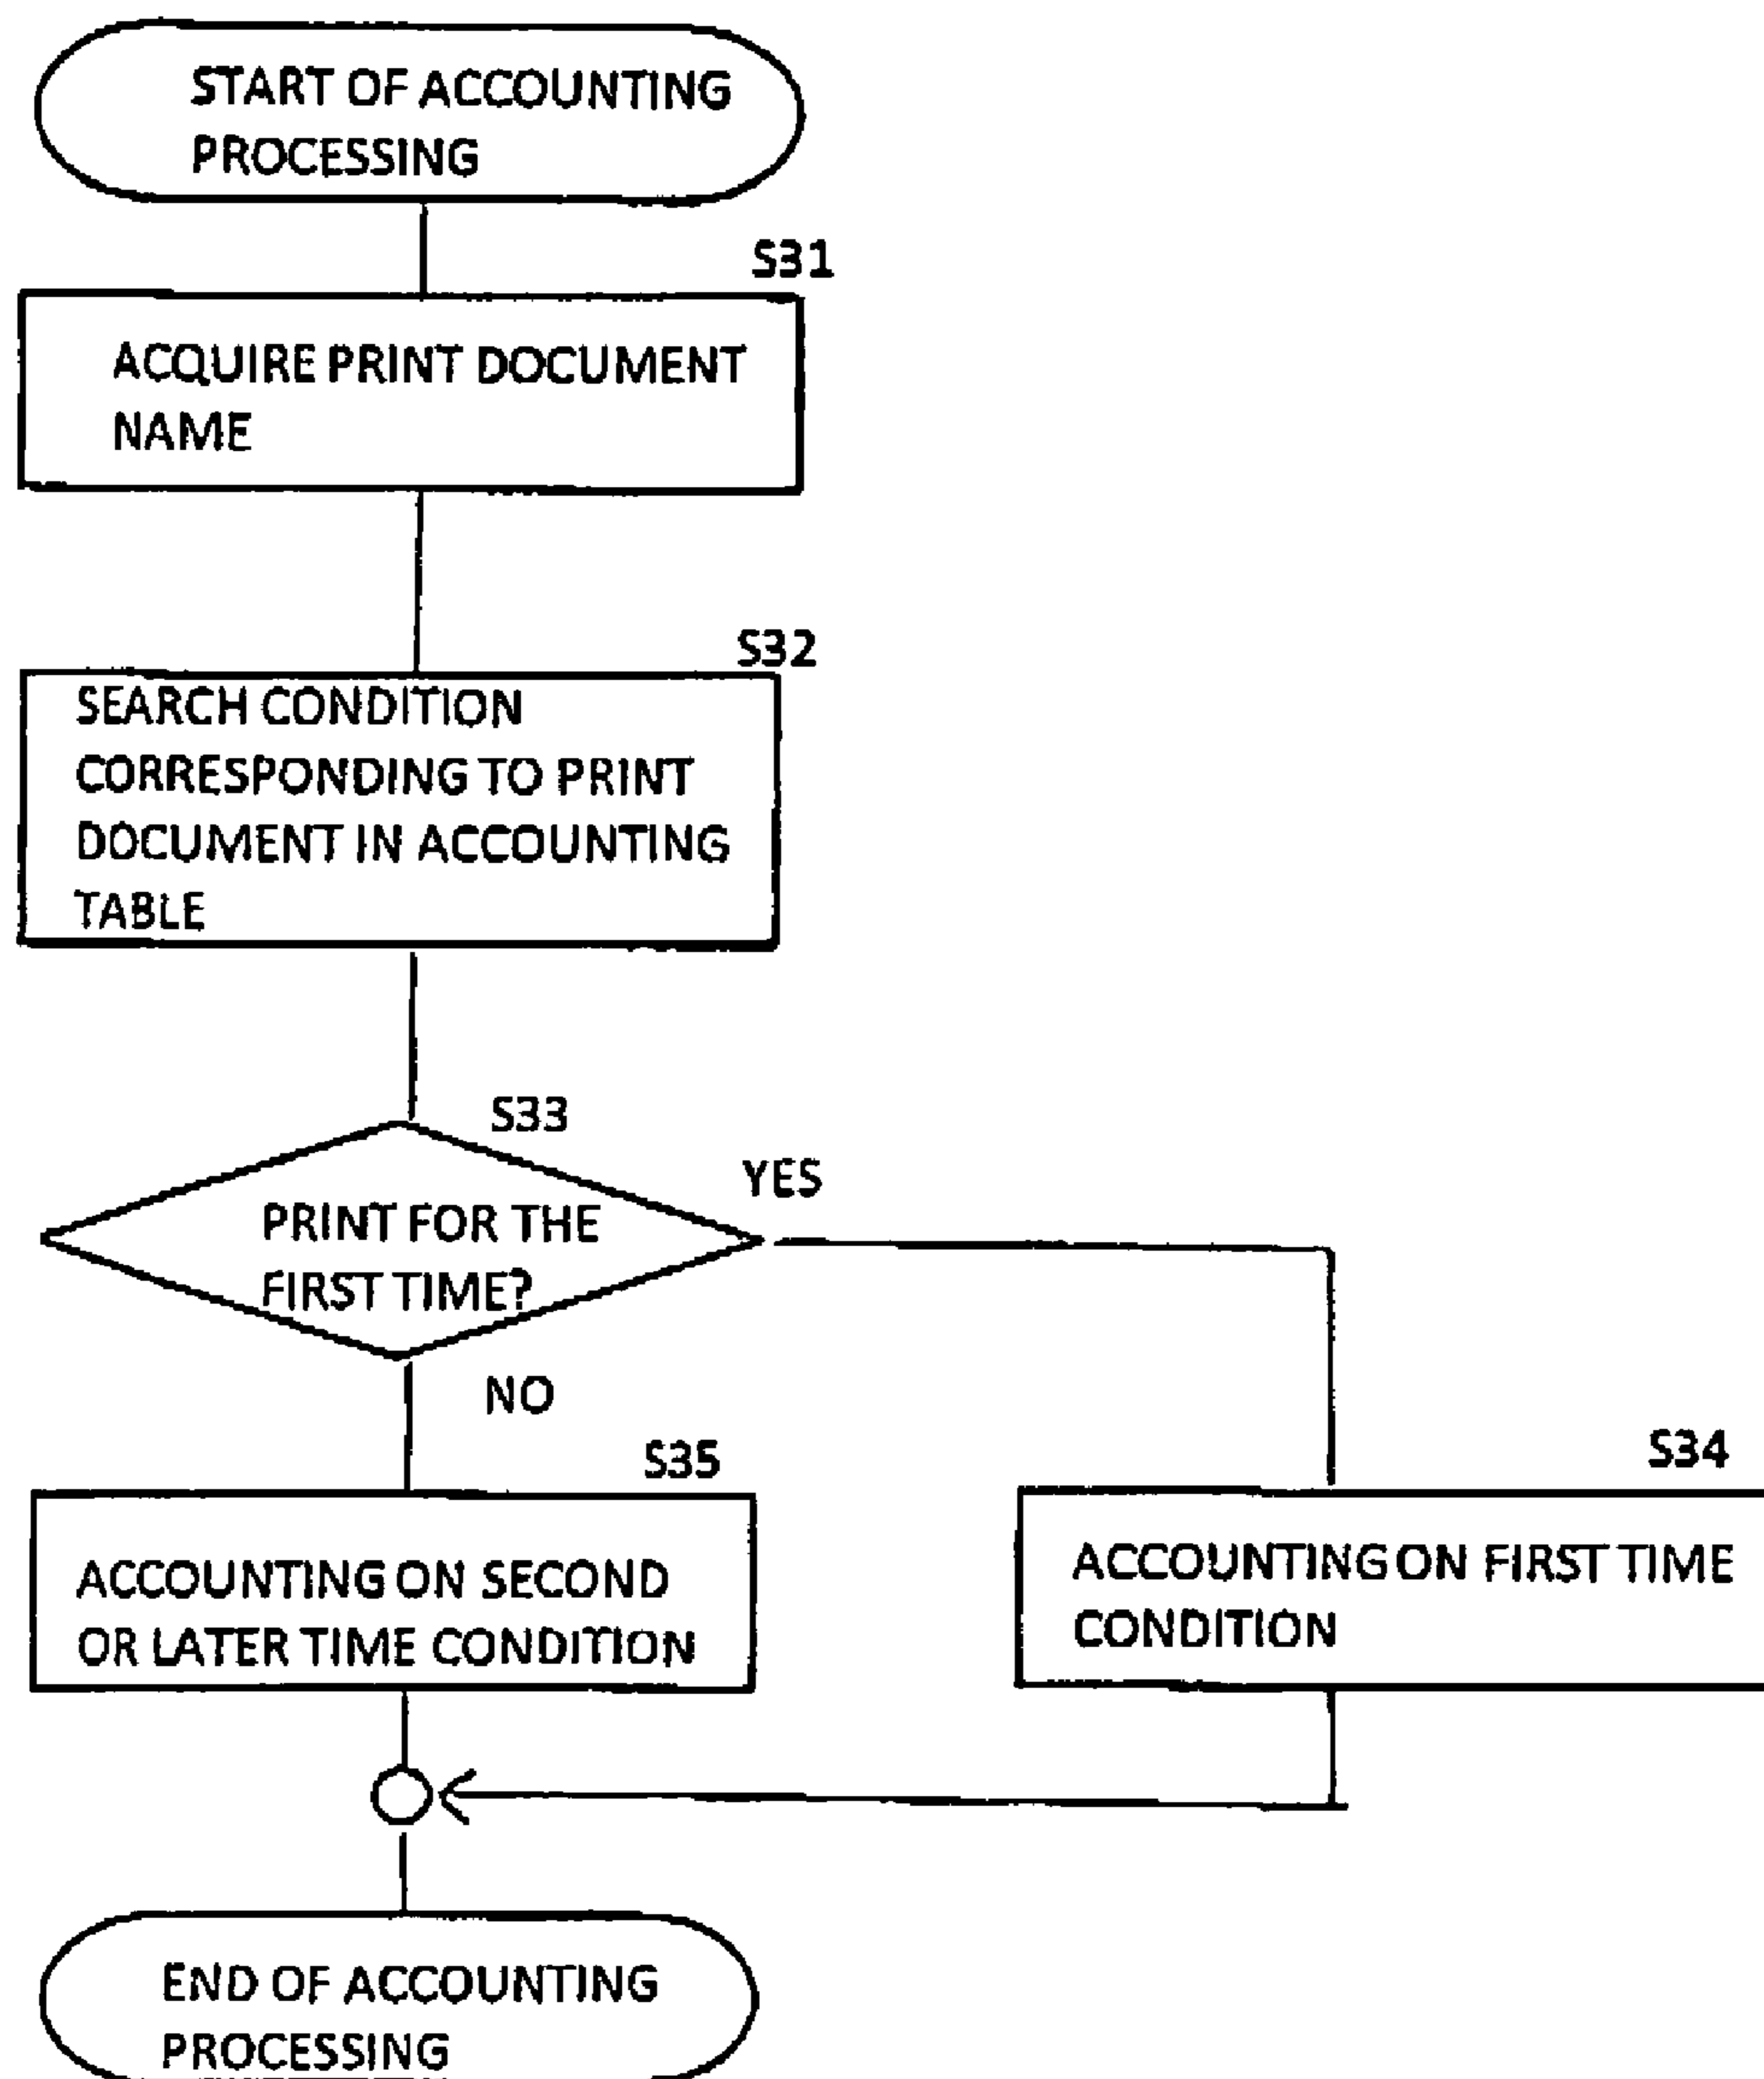 START OF ACCOUNTING
PROCESSING
S31
ACQUIRE PRINT DOCUMENT
NAME
S32
SEARCH CONDITION
CORRESPONDING TO PRINT
DOCUMENT IN ACCOUNTING
TABLE
S33
YES
PRINT FOR THE
FIRST TIME?
NO
S35
ACCOUNTING ON SECOND
OR LATER TIME CONDITION
S34
ACCOUNTING ON FIRST TIME
CONDITION
END OF ACCOUNTING
PROCESSING